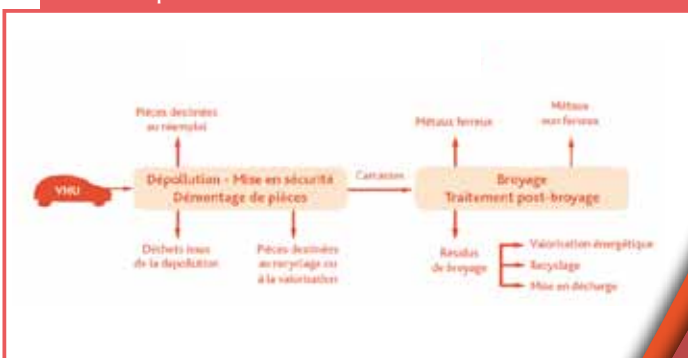 Pièces destinées
au réemploi
Métaux ferreux
Métaux
non ferreux
VHU
Dépollution - Mise en sécurité
Démontage de pièces
Carcasses
Broyage
Traitement post-broyage
Déchets issus
de la dépollution
Pièces destinées
au recyclage ou
à la valorisation
Résidus
de broyage
Valorisation énergétique
Recyclage
Mise en décharge